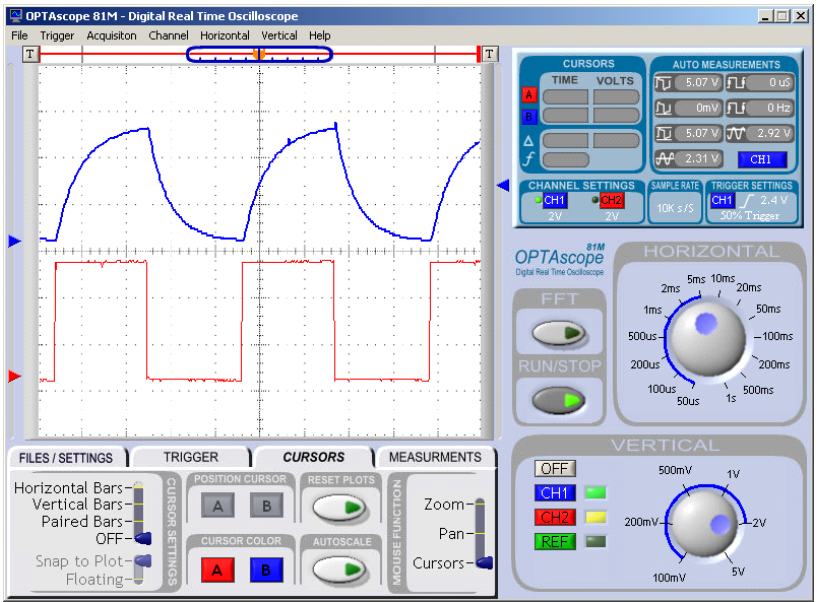 OPTAscope 81M - Digital Real Time Oscilloscope
File Trigger Acquisiton Channel Horizontal Vertical Help
T T
CURSORS
TIME VOLTS
A
B
Δ
f
AUTO MEASUREMENTS
5.07 V 0 uS
0mV 0 Hz
5.07 V 2.92 V
2.31 V CH1
CHANNEL SETTINGS
CH1 CH2
2V 2V
SAMPLE RATE
10K s/S
TRIGGER SETTINGS
CH1 2.4 V
50% Trigger
81M
OPTAscope
Digital Real Time Oscilloscope
FFT
RUN/STOP
HORIZONTAL
50us
100us
200us
500us
1ms
2ms
5ms
10ms
20ms
50ms
100ms
200ms
500ms
1s
FILES / SETTINGS TRIGGER CURSORS MEASURMENTS
Horizontal Bars
Vertical Bars
Paired Bars
OFF
Snap to Plot
Floating
CURSOR SETTINGS
POSITION CURSOR
A B
CURSOR COLOR
A B
RESET PLOTS
AUTOSCALE
MOUSE FUNCTION
Zoom
Pan
Cursors
VERTICAL
OFF
CH1
CH2
REF
100mV
200mV
500mV
1V
2V
5V